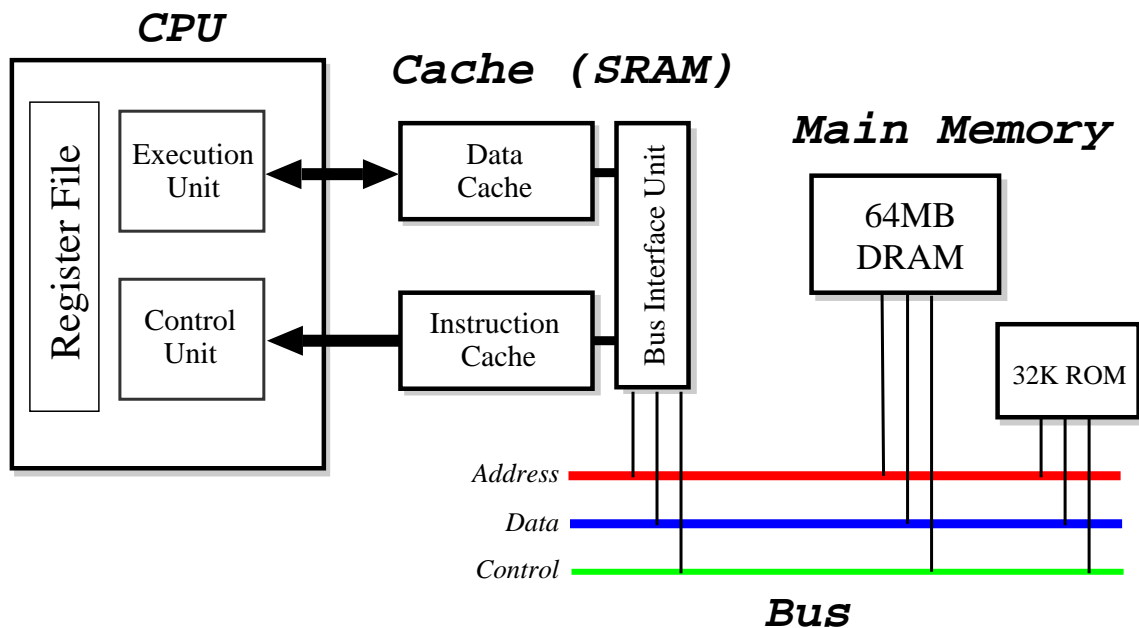 CPU
Cache (SRAM)
Main Memory
Register File
Execution
Unit
Data
Cache
Bus Interface Unit
64MB
DRAM
Control
Unit
Instruction
Cache
32K ROM
Address
Data
Control
Bus